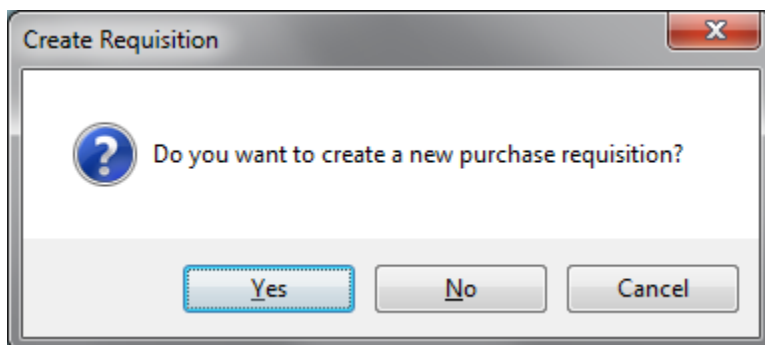 Create Requisition
Do you want to create a new purchase requisition?
Yes No Cancel